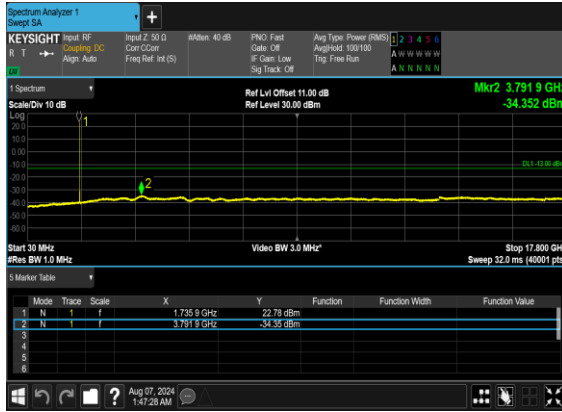 Spectrum Analyzer 1
Swept SA
KEYSIGHT
R T
LU
Input: RF
Coupling: DC
Align: Auto
Input Z: 50 Ω
Corr CCorr
Freq Ref: Int (S)
#Atten: 40 dB
PNO: Fast
Gate: Off
IF Gain: Low
Sig Track: Off
Avg Type: Power (RMS)
Avg|Hold: 100/100
Trig: Free Run
1 2 3 4 5 6
A W W W W W
A N N N N N
1 Spectrum
Scale/Div 10 dB
Ref Lvl Offset 11.00 dB
Ref Level 30.00 dBm
Mkr2 3.791 9 GHz
-34.352 dBm
Log
20.0
10.0
0.00
-10.0
-20.0
-30.0
-40.0
-50.0
-60.0
1
2
DL1 -13.00 dBm
Start 30 MHz
#Res BW 1.0 MHz
Video BW 3.0 MHz*
Stop 17.800 GHz
Sweep 32.0 ms (40001 pts)
5 Marker Table
Mode Trace Scale X Y Function Function Width Function Value
1 N 1 f 1.735 9 GHz 22.78 dBm
2 N 1 f 3.791 9 GHz -34.35 dBm
3
4
5
6
?
Aug 07, 2024
1:47:28 AM